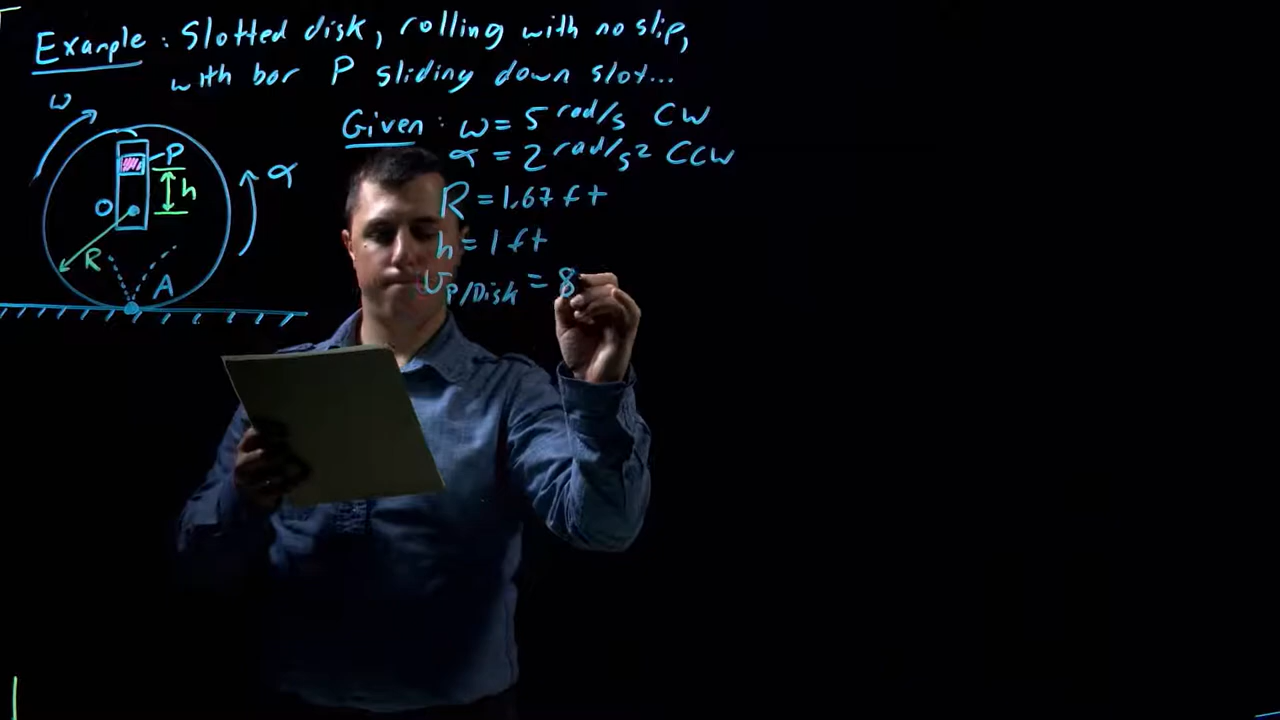 Example: Slotted disk, rolling with no slip,
with bar P sliding down slot...
Given: ω = 5 rad/s CW
α = 2 rad/s² CCW
R = 1.67 ft
h = 1 ft
v_P/Disk = 8
ω
P
α
h
O
R
A